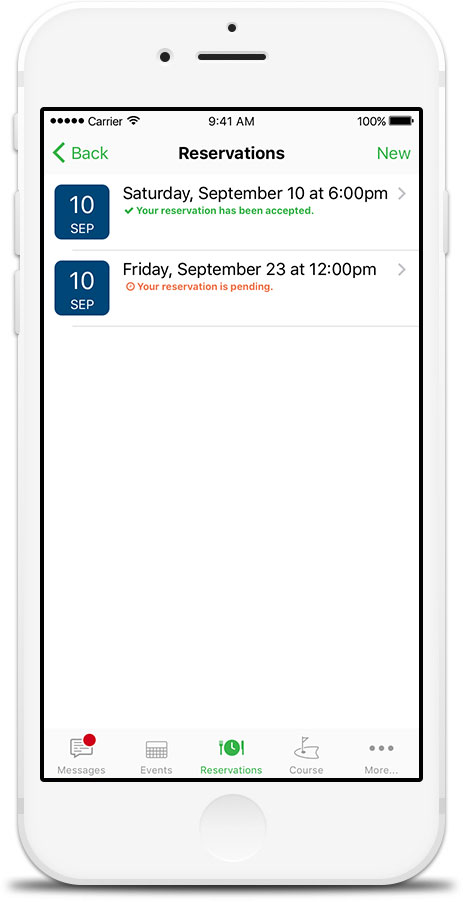 Carrier 9:41 AM 100%
Back Reservations New
10
SEP
Saturday, September 10 at 6:00pm
Your reservation has been accepted.
10
SEP
Friday, September 23 at 12:00pm
Your reservation is pending.
Messages Events Reservations Course More...